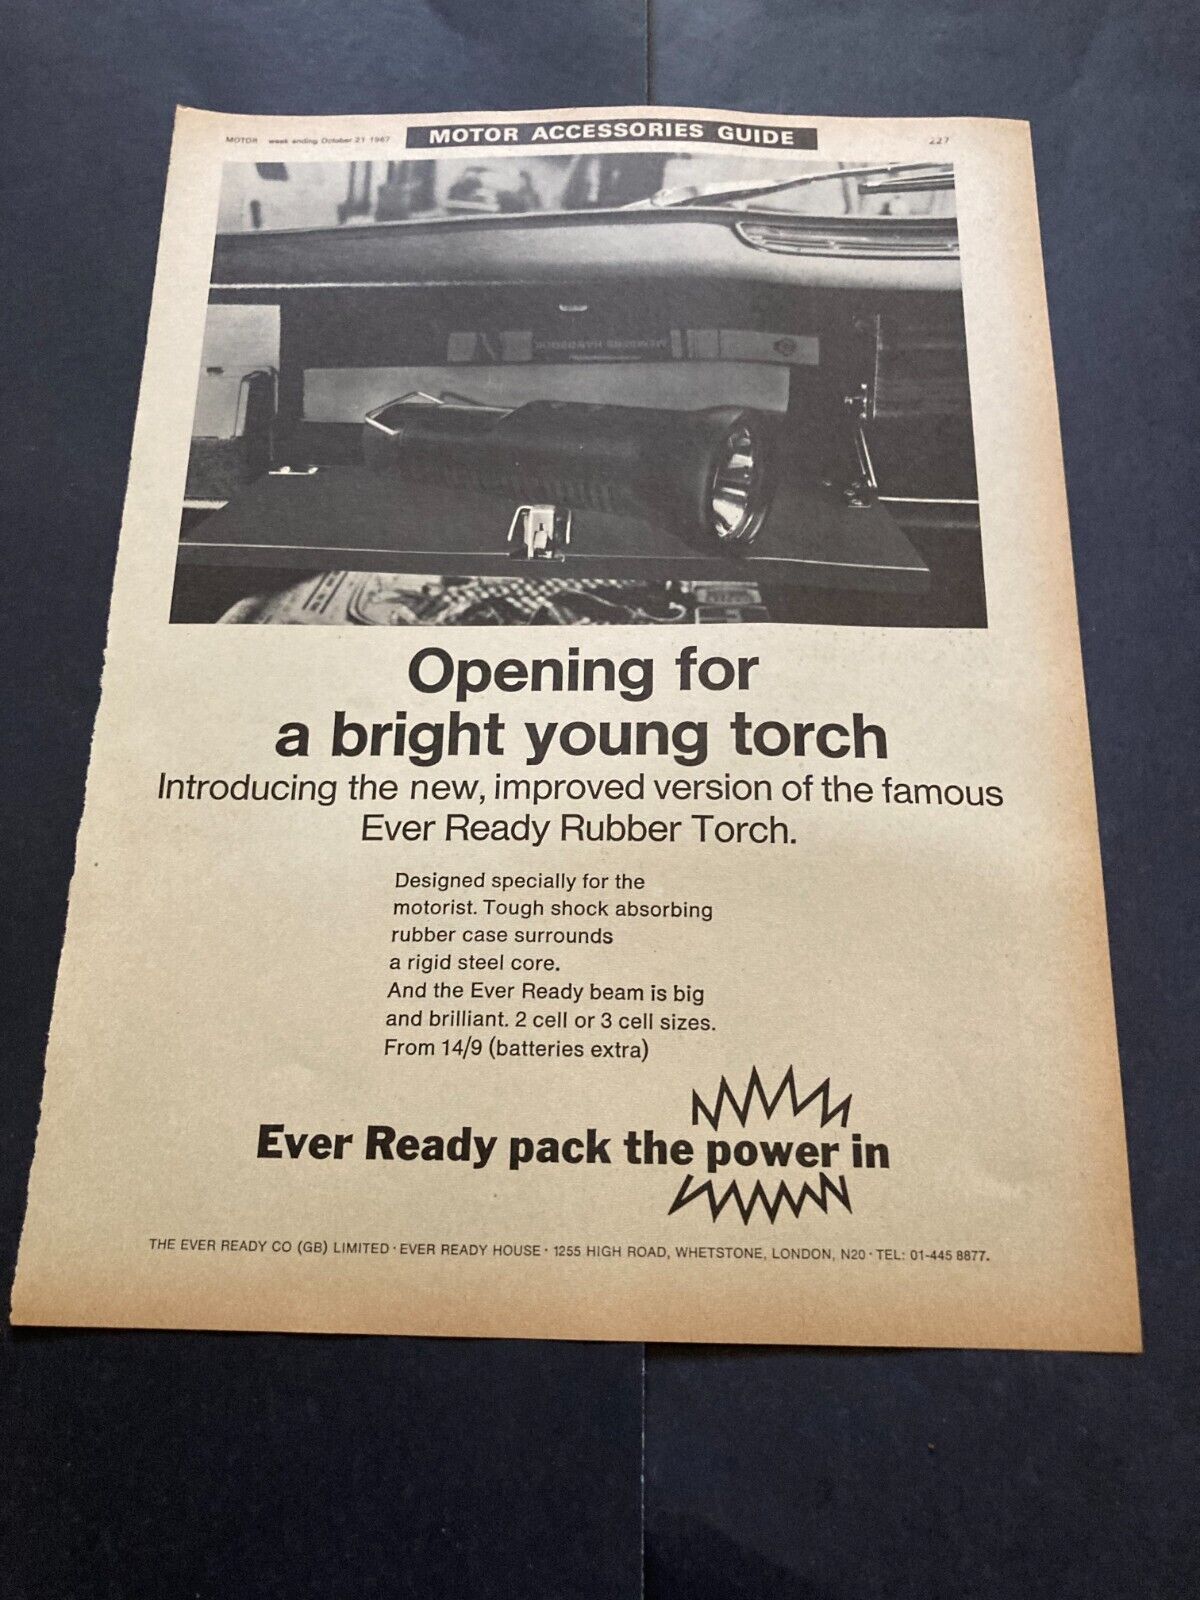 MOTOR week ending October 21 1967
MOTOR ACCESSORIES GUIDE
227
MEMBERS HANDBOOK
Opening for
a bright young torch
Introducing the new, improved version of the famous
Ever Ready Rubber Torch.
Designed specially for the
motorist. Tough shock absorbing
rubber case surrounds
a rigid steel core.
And the Ever Ready beam is big
and brilliant. 2 cell or 3 cell sizes.
From 14/9 (batteries extra)
Ever Ready pack the power in
THE EVER READY CO (GB) LIMITED · EVER READY HOUSE · 1255 HIGH ROAD, WHETSTONE, LONDON, N20 · TEL: 01-445 8877.